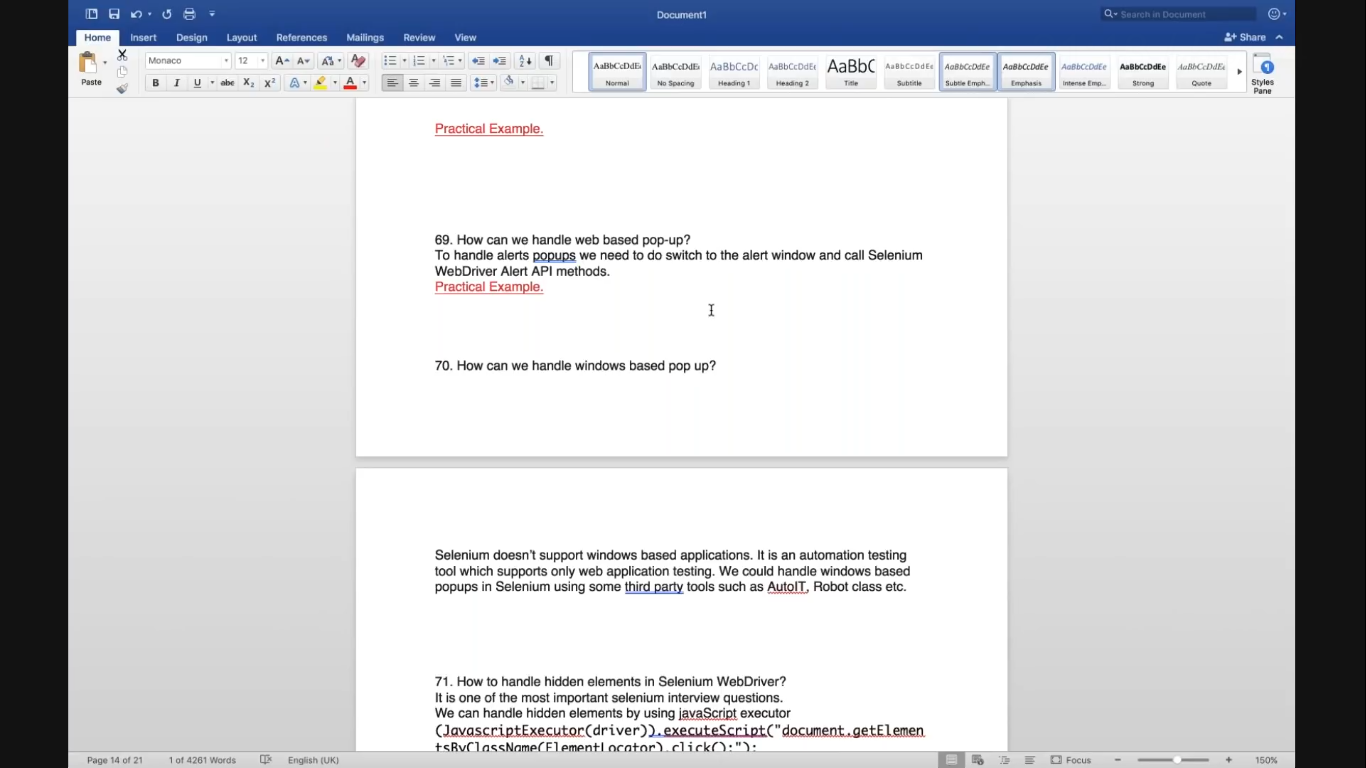 Document1
Search in Document
Home Insert Design Layout References Mailings Review View
Share
Paste
Monaco 12
AaBbCcDdEe AaBbCcDdEe AaBbCcDc AaBbCcDdEe AaBbC AaBbCcDdEe AaBbCcDdEe AaBbCcDdEe AaBbCcDdEe AaBbCcDdEe AaBbCcDdEe
Normal No Spacing Heading 1 Heading 2 Title Subtitle Subtle Emph... Emphasis Intense Emp... Strong Quote
Styles
Pane
Practical Example.
69. How can we handle web based pop-up?
To handle alerts popups we need to do switch to the alert window and call Selenium
WebDriver Alert API methods.
Practical Example.
70. How can we handle windows based pop up?
Selenium doesn't support windows based applications. It is an automation testing
tool which supports only web application testing. We could handle windows based
popups in Selenium using some third party tools such as AutoIT, Robot class etc.
71. How to handle hidden elements in Selenium WebDriver?
It is one of the most important selenium interview questions.
We can handle hidden elements by using javaScript executor
(JavascriptExecutor(driver)).executeScript("document.getElemen
tsByClassName(ElementLocator).click();");
Page 14 of 21 1 of 4261 Words English (UK) Focus 150%